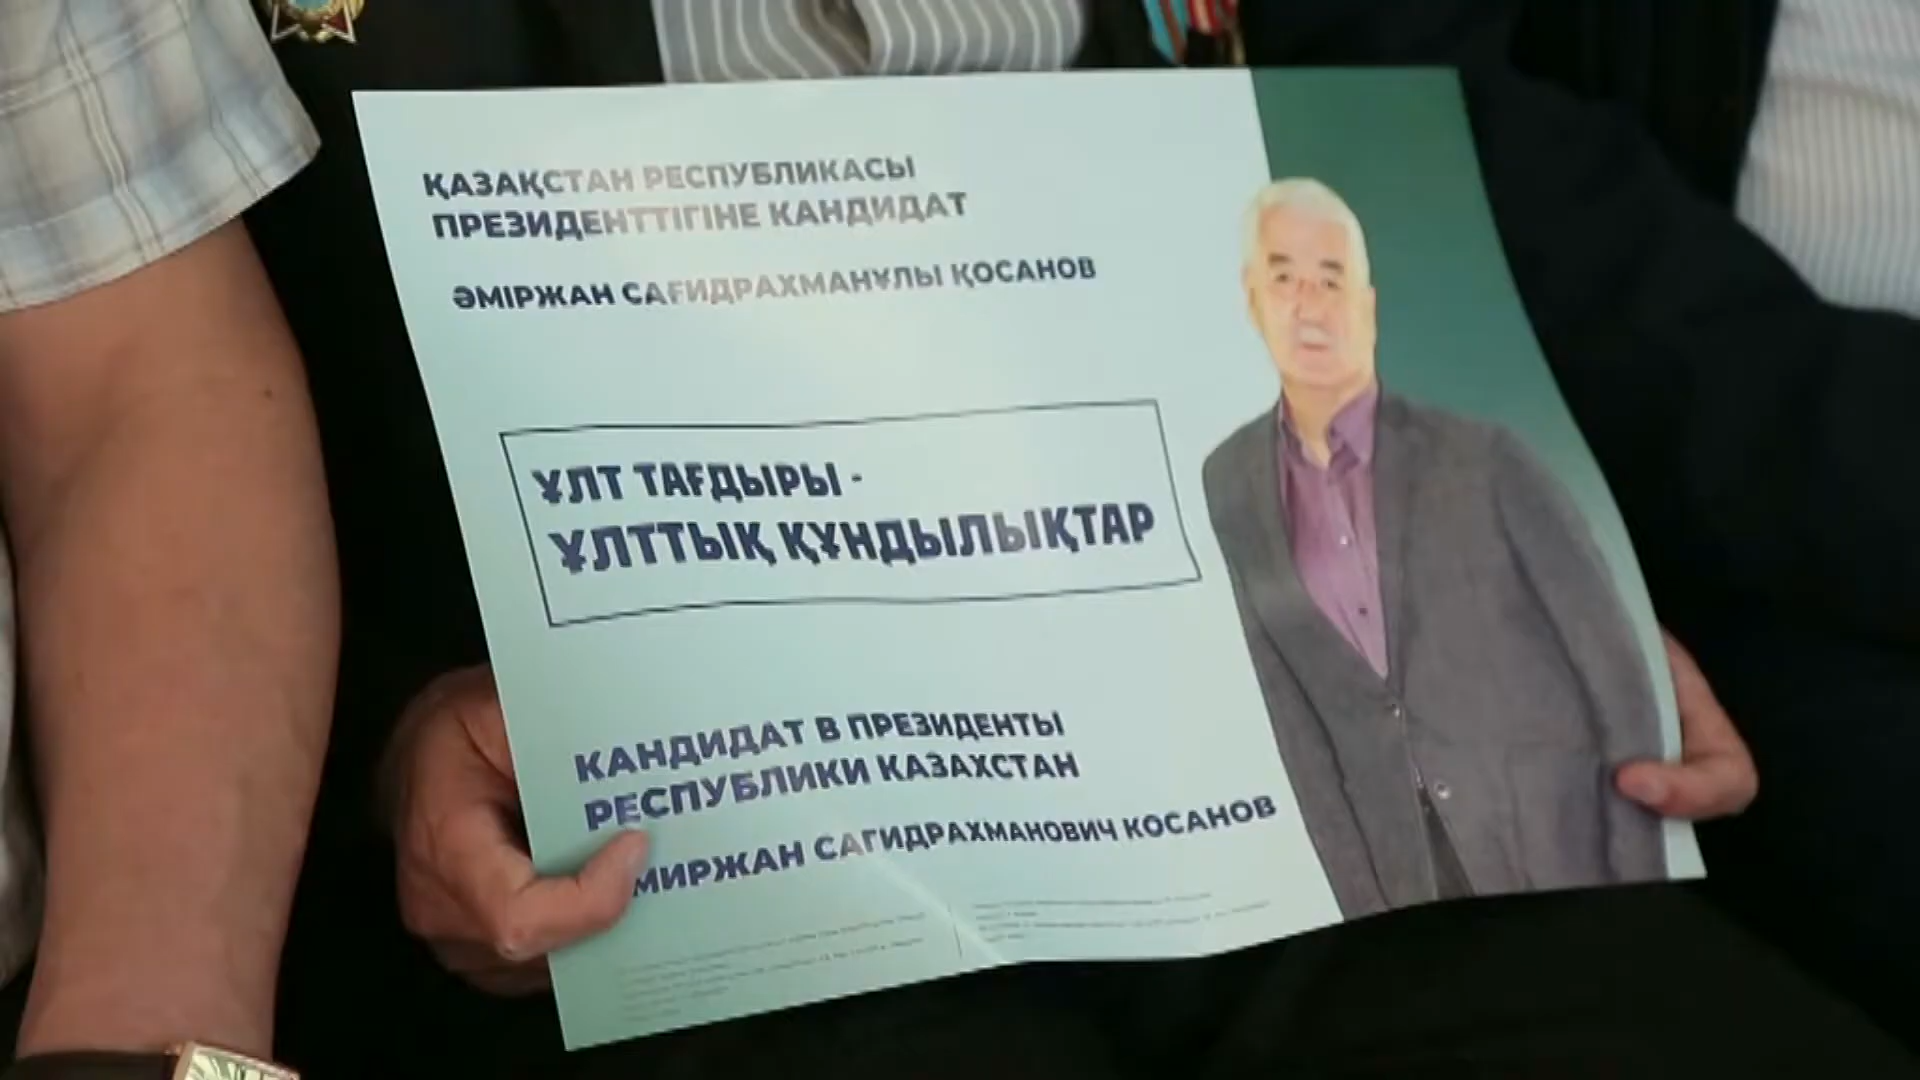 ҚАЗАҚСТАН РЕСПУБЛИКАСЫ
ПРЕЗИДЕНТТІГІНЕ КАНДИДАТ
ӘМІРЖАН САҒИДРАХМАНҰЛЫ ҚОСАНОВ
ҰЛТ ТАҒДЫРЫ -
ҰЛТТЫҚ ҚҰНДЫЛЫҚТАР
КАНДИДАТ В ПРЕЗИДЕНТЫ
РЕСПУБЛИКИ КАЗАХСТАН
МИРЖАН САГИДРАХМАНОВИЧ КОСАНОВ